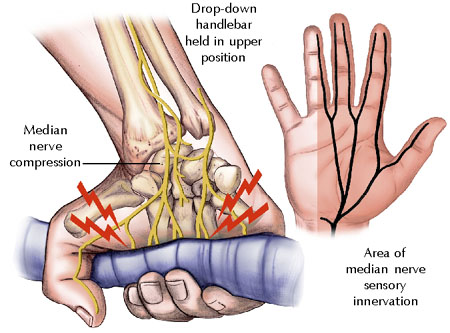 Drop-down
handlebar
held in upper
position
Median
nerve
compression
Area of
median nerve
sensory
innervation